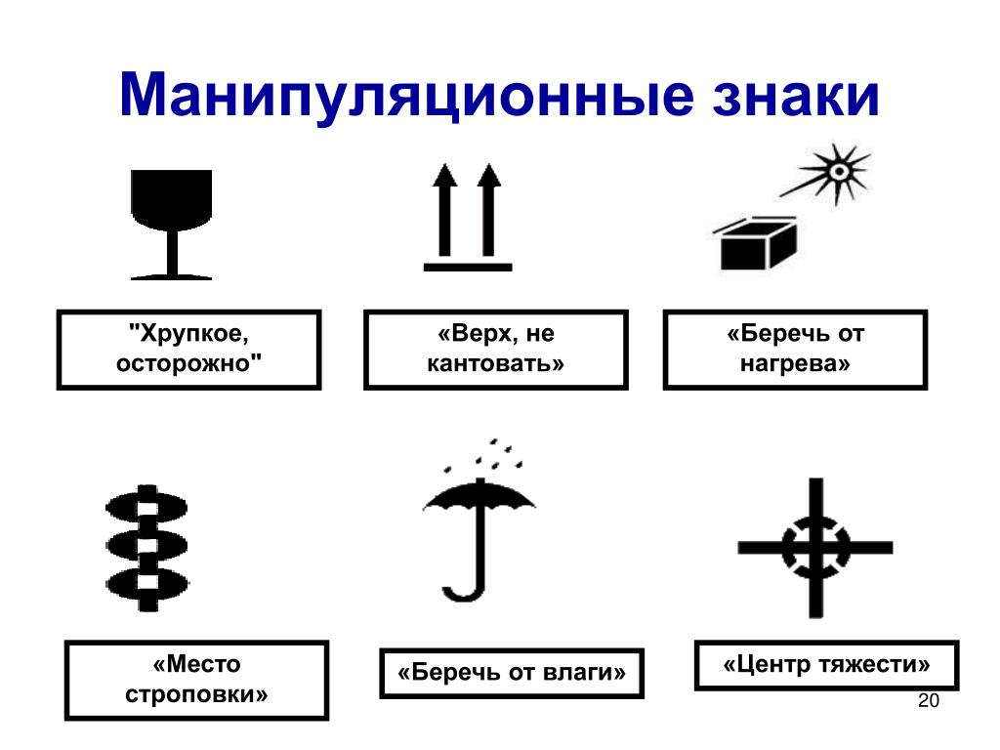 Манипуляционные знаки
"Хрупкое,
осторожно"
«Верх, не
кантовать»
«Беречь от
нагрева»
«Место
строповки»
«Беречь от влаги»
«Центр тяжести»
20